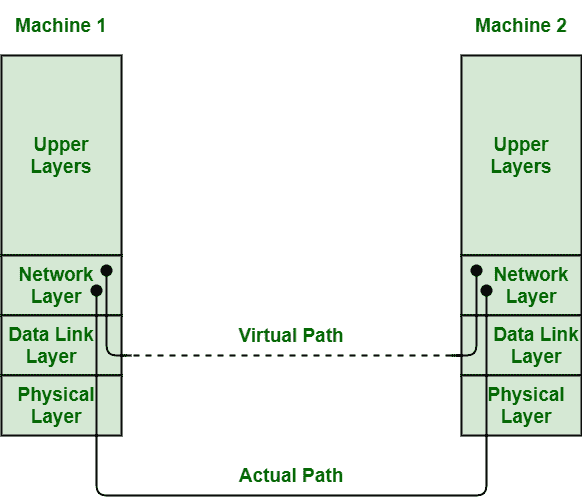 Machine 1
Machine 2
Upper
Layers
Upper
Layers
Network
Layer
Network
Layer
Data Link
Layer
Virtual Path
Data Link
Layer
Physical
Layer
Physical
Layer
Actual Path